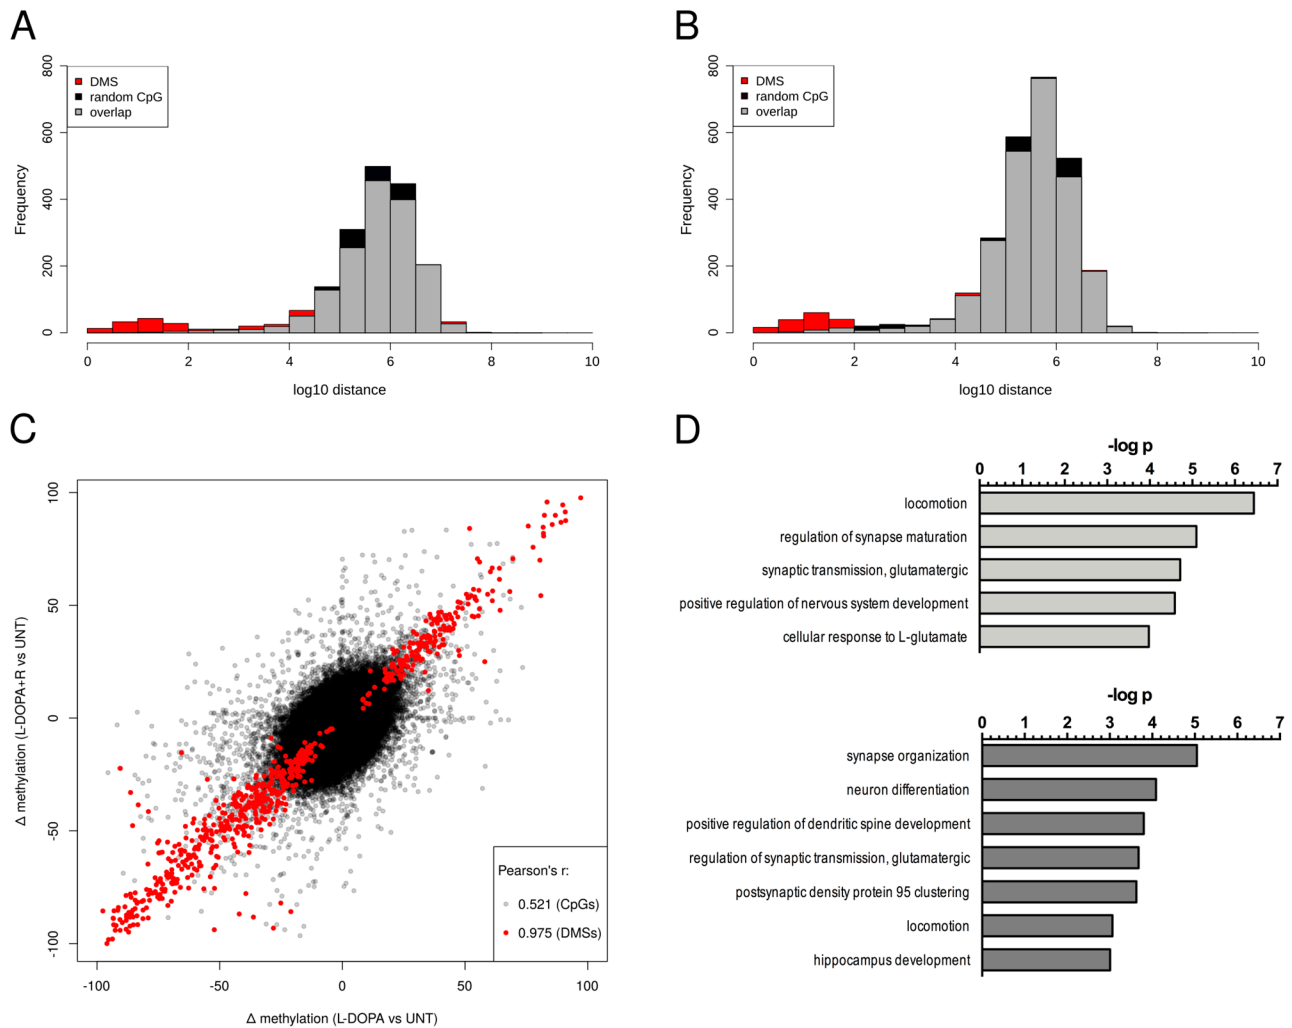 A
800
600
400
200
0
Frequency
DMS
random CpG
overlap
0 2 4 6 8 10
log10 distance
B
800
600
400
200
0
Frequency
DMS
random CpG
overlap
0 2 4 6 8 10
log10 distance
C
100
50
0
-50
-100
Δ methylation (L-DOPA+R vs UNT)
Pearson's r:
0.521 (CpGs)
0.975 (DMSs)
-100 -50 0 50 100
Δ methylation (L-DOPA vs UNT)
D
-log p
0 1 2 3 4 5 6 7
locomotion
regulation of synapse maturation
synaptic transmission, glutamatergic
positive regulation of nervous system development
cellular response to L-glutamate
-log p
0 1 2 3 4 5 6 7
synapse organization
neuron differentiation
positive regulation of dendritic spine development
regulation of synaptic transmission, glutamatergic
postsynaptic density protein 95 clustering
locomotion
hippocampus development